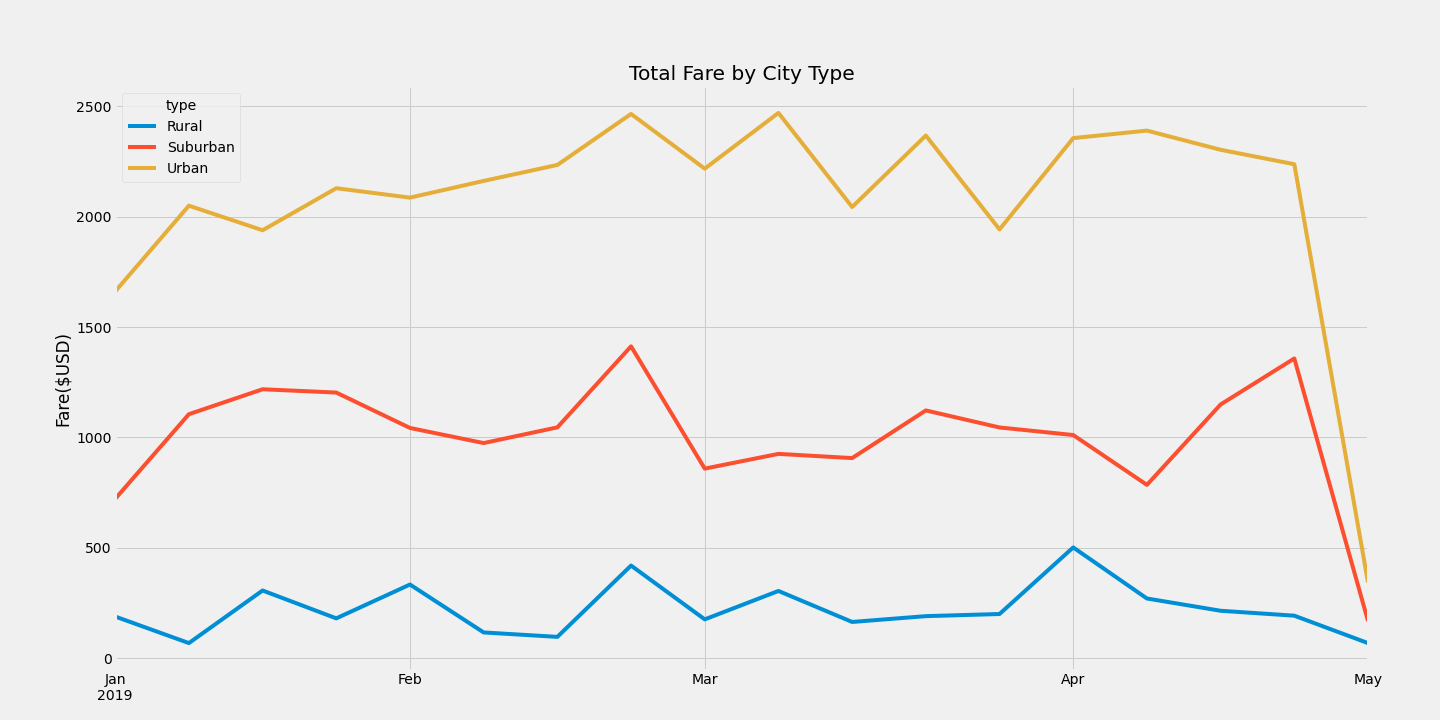 Total Fare by City Type
type
Rural
Suburban
Urban
Fare($USD)
2500
2000
1500
1000
500
0
Jan Feb Mar Apr May
2019